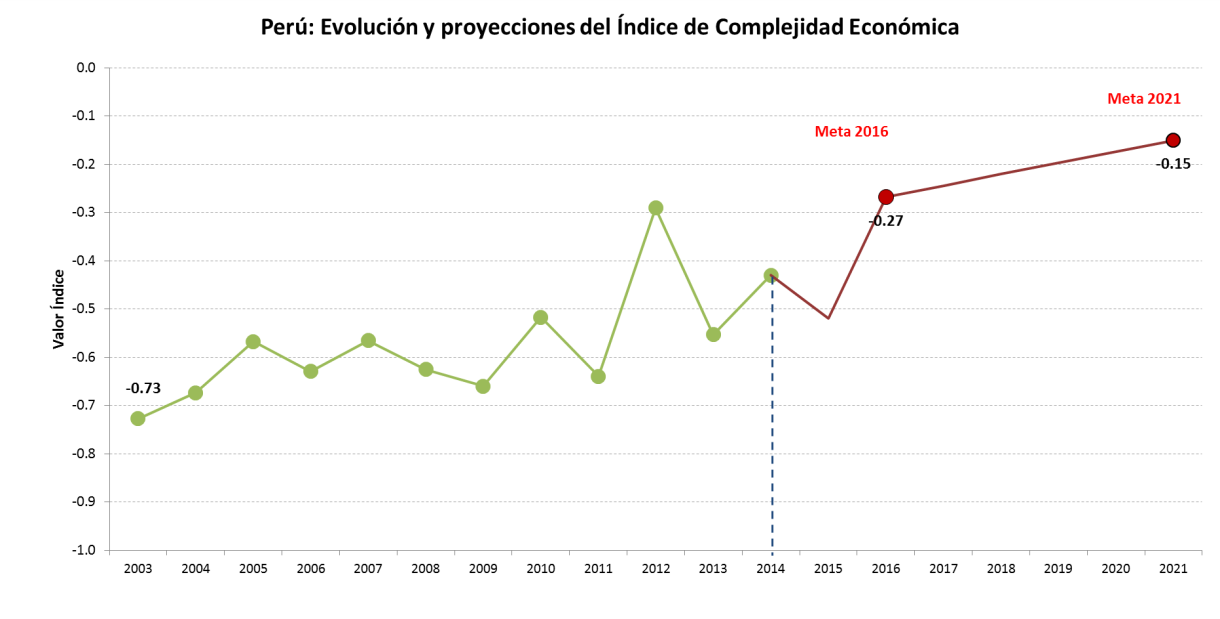 Perú: Evolución y proyecciones del Índice de Complejidad Económica
0.0
Meta 2021
-0.1
Meta 2016
-0.2
-0.15
-0.3
-0.27
-0.4
Valor Índice
-0.5
-0.6
-0.73
-0.7
-0.8
-0.9
-1.0
2003 2004 2005 2006 2007 2008 2009 2010 2011 2012 2013 2014 2015 2016 2017 2018 2019 2020 2021